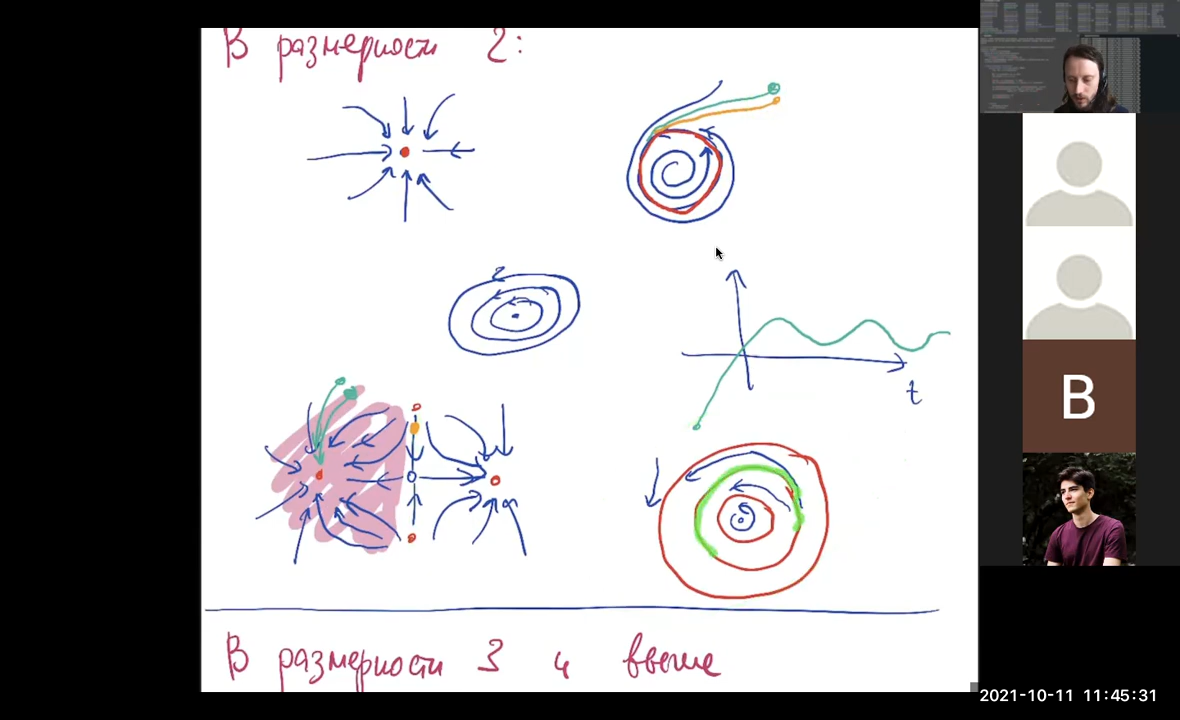 В размерности 2:
t
В размерности 3 и выше
B
2021-10-11 11:45:31